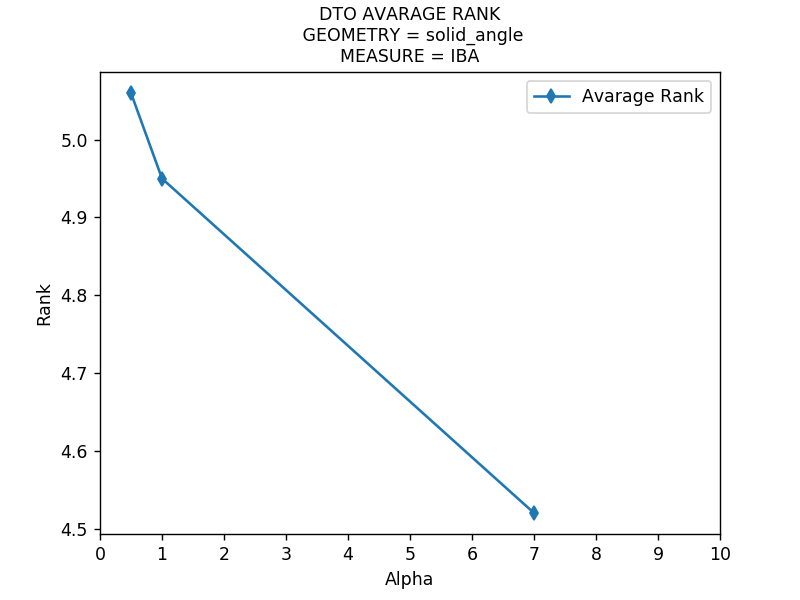 DTO AVARAGE RANK
GEOMETRY = solid_angle
MEASURE = IBA
Avarage Rank
5.0
4.9
4.8
4.7
4.6
4.5
Rank
0 1 2 3 4 5 6 7 8 9 10
Alpha